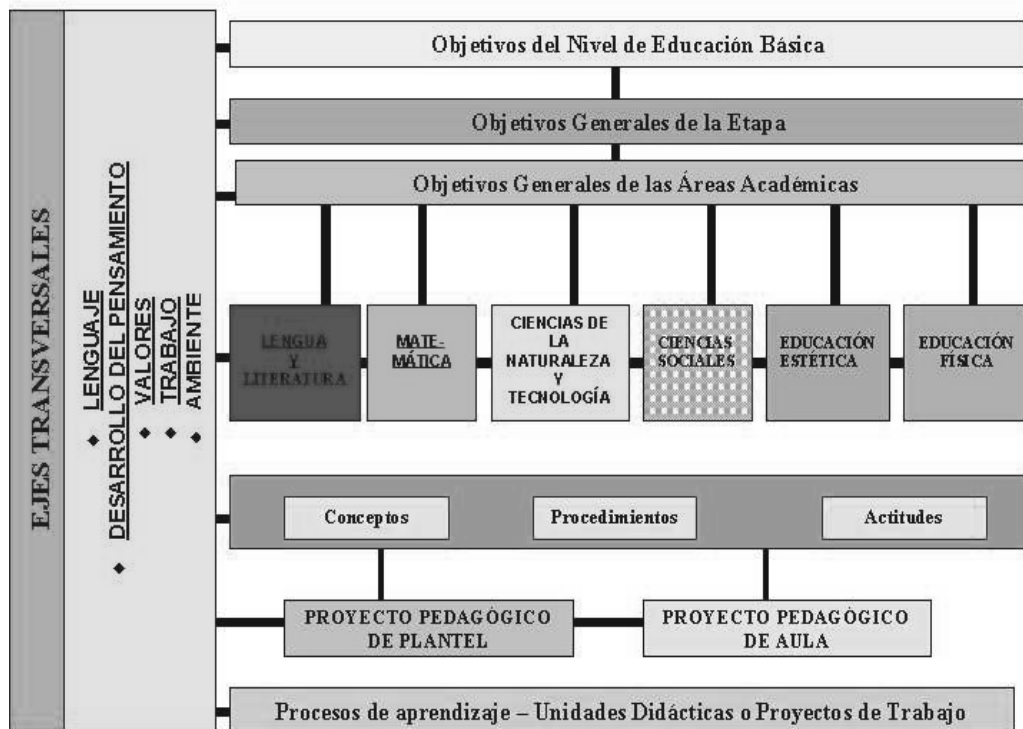 EJES TRANSVERSALES
LENGUAJE
DESARROLLO DEL PENSAMIENTO
VALORES
TRABAJO
AMBIENTE
Objetivos del Nivel de Educación Básica
Objetivos Generales de la Etapa
Objetivos Generales de las Áreas Académicas
LENGUA
Y
LITERATURA
MATE-
MÁTICA
CIENCIAS DE
LA
NATURALEZA
Y
TECNOLOGÍA
CIENCIAS
SOCIALES
EDUCACIÓN
ESTÉTICA
EDUCACIÓN
FÍSICA
Conceptos
Procedimientos
Actitudes
PROYECTO PEDAGÓGICO
DE PLANTEL
PROYECTO PEDAGÓGICO
DE AULA
Procesos de aprendizaje – Unidades Didácticas o Proyectos de Trabajo